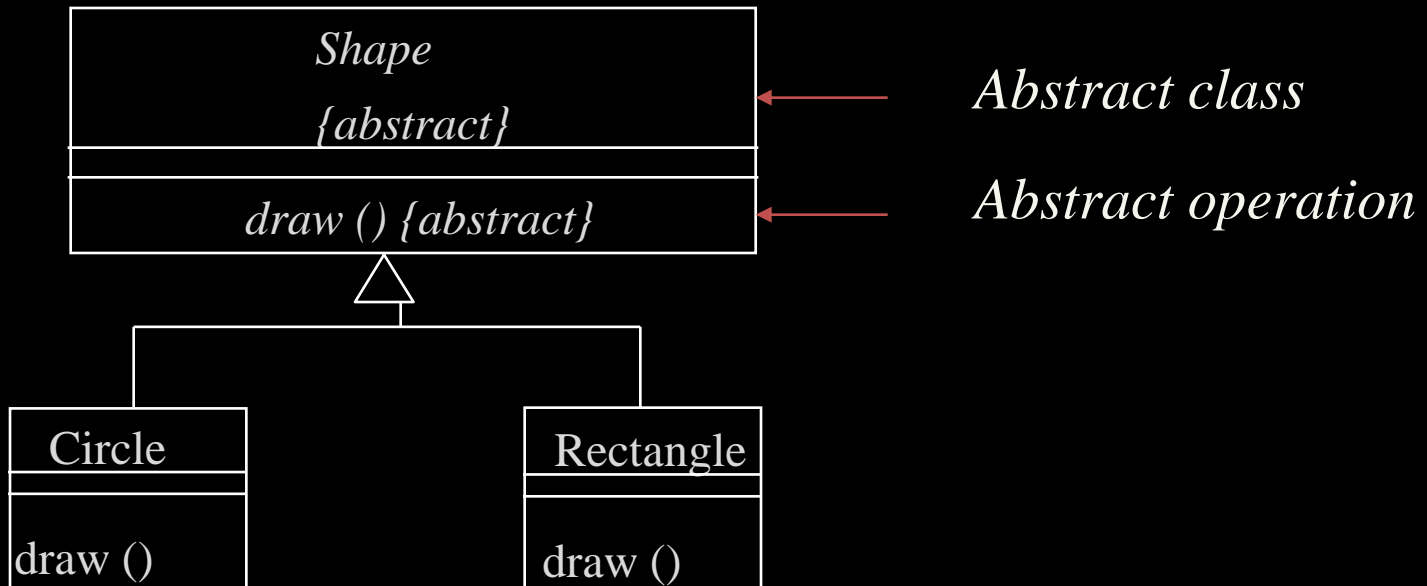 Shape
{abstract}
Abstract class
draw () {abstract}
Abstract operation
Circle
draw ()
Rectangle
draw ()